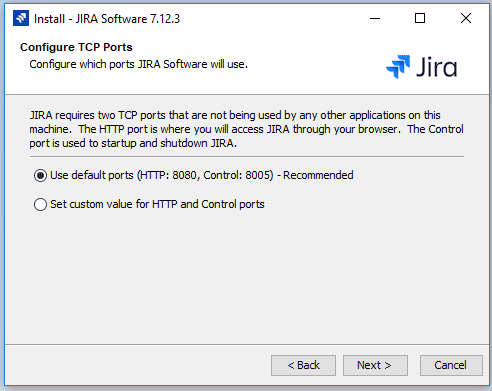 Install - JIRA Software 7.12.3
Configure TCP Ports
Configure which ports JIRA Software will use.
Jira
JIRA requires two TCP ports that are not being used by any other applications on this
machine. The HTTP port is where you will access JIRA through your browser. The Control
port is used to startup and shutdown JIRA.
Use default ports (HTTP: 8080, Control: 8005) - Recommended
Set custom value for HTTP and Control ports
< Back Next > Cancel